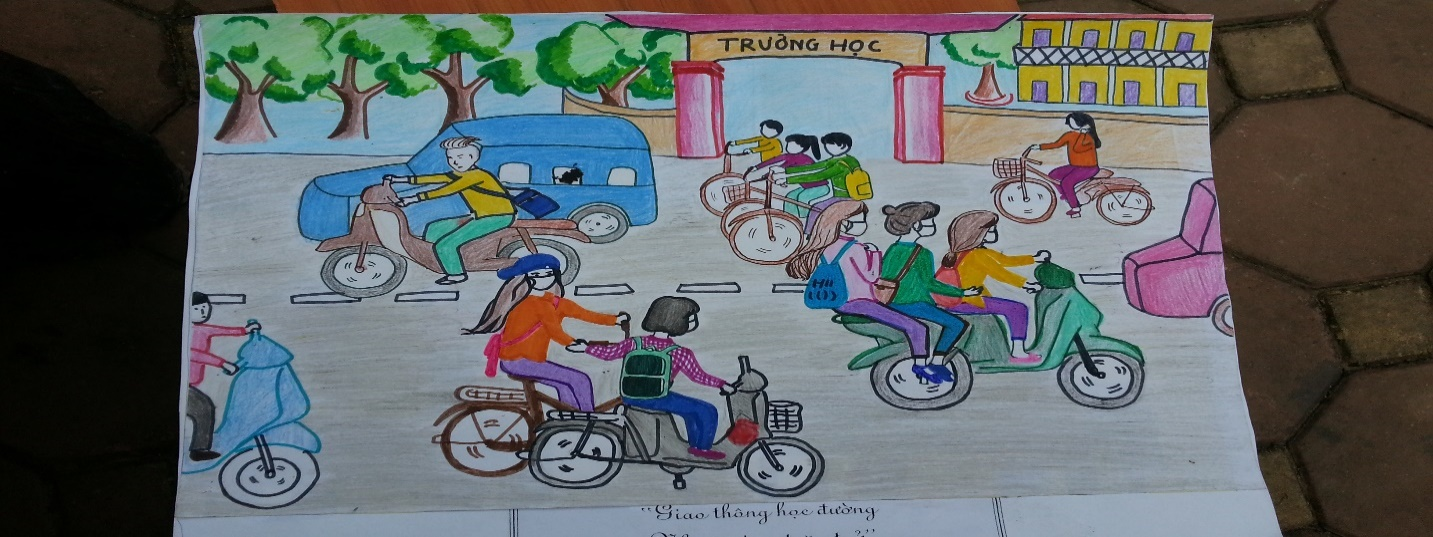 TRƯỜNG HỌC
"Giao thông học đường